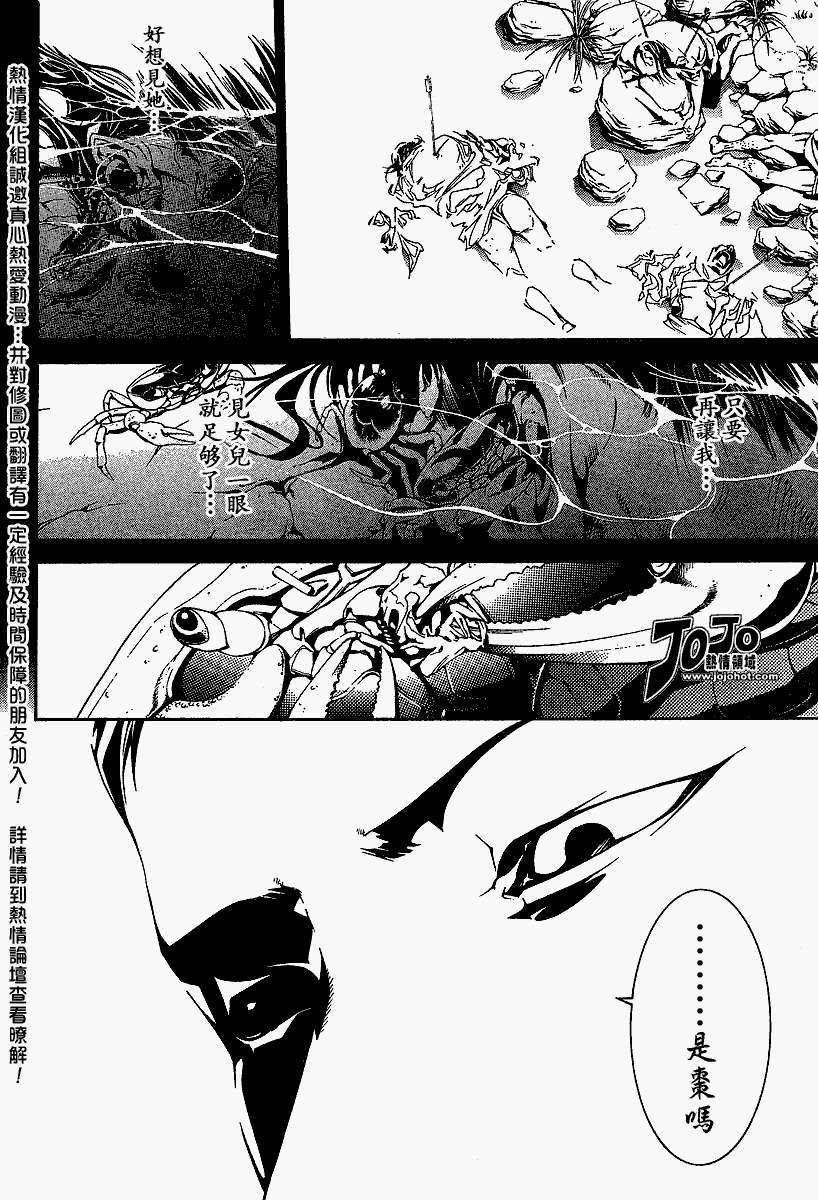 好想見她…
只要
再讓我…
見女兒一眼
就足够了…
JOJO
熱情領域
www.jojohot.com
………是棗嗎
熱情漢化組誠邀真心熱愛動漫…并對修圖或翻譯有一定經驗及時間保障的朋友加入！ 詳情請到熱情論壇查看瞭解！